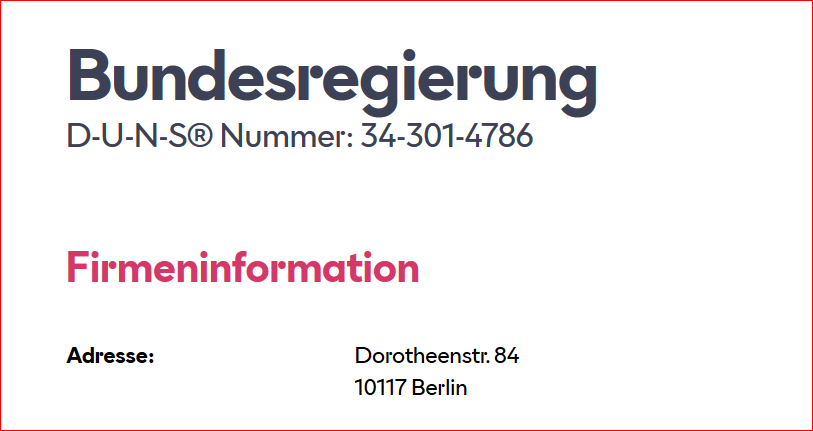 Bundesregierung
D-U-N-S® Nummer: 34-301-4786
Firmeninformation
Adresse: Dorotheenstr. 84
10117 Berlin